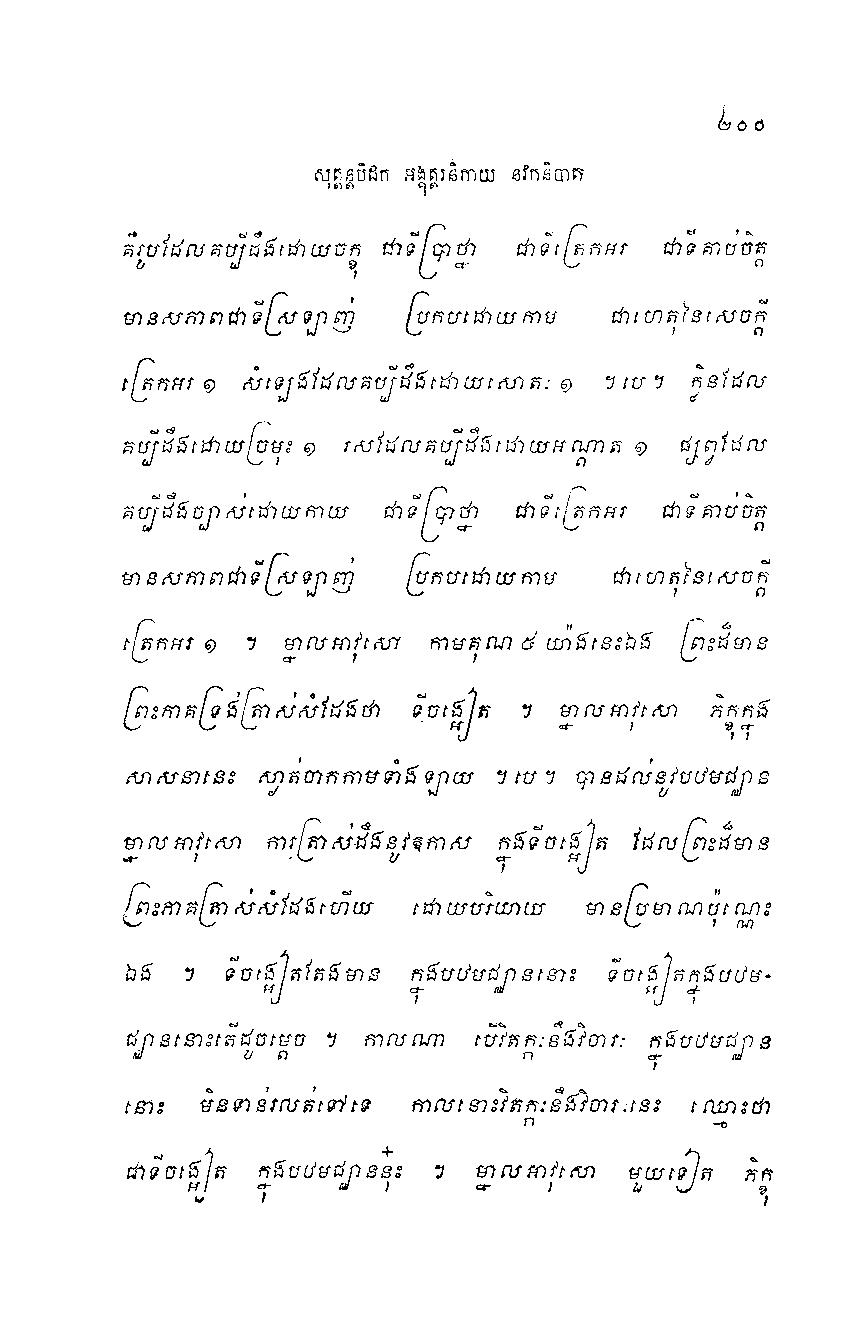 ២០១
សុត្តន្តបិដក អង្គុត្តរនិកាយ នវកនិបាត
គឺរូបដែលគប្បីដឹងដោយចក្ខុ ជាទីប្រាថ្នា ជាទីត្រេកអរ ជាទីគាប់ចិត្ត
មានសភាពជាទីស្រឡាញ់ ប្រកបដោយកាម ជាហេតុនៃសេចក្តី
ត្រេកអរ ១ សំឡេងដែលគប្បីដឹងដោយសោតៈ ១ ។ បេ ។ ក្លិនដែល
គប្បីដឹងដោយច្រមុះ ១ រសដែលគប្បីដឹងដោយអណ្តាត ១ ផ្សព្វដែល
គប្បីដឹងច្បាស់ដោយកាយ ជាទីប្រាថ្នា ជាទីត្រេកអរ ជាទីគាប់ចិត្ត
មានសភាពជាទីស្រឡាញ់ ប្រកបដោយកាម ជាហេតុនៃសេចក្តី
ត្រេកអរ ១ ។ ម្នាលអាវុសោ កាមគុណ ៥ យ៉ាងនេះឯង ព្រះដ៏មាន
ព្រះភាគទ្រង់ត្រាស់សំដែងថា ទីចង្អៀត ។ ម្នាលអាវុសោ ភិក្ខុក្នុង
សាសនានេះ ស្ងាត់ចាកកាមទាំងឡាយ ។ បេ ។ បានដល់នូវបឋមជ្ឈាន
ម្នាលអាវុសោ ការត្រាស់ដឹងនូវឱកាស ក្នុងទីចង្អៀត ដែលព្រះដ៏មាន
ព្រះភាគត្រាស់សំដែងហើយ ដោយបរិយាយ មានប្រមាណប៉ុណ្ណេះ
ឯង ។ ទីចង្អៀតតែងមាន ក្នុងបឋមជ្ឈាននោះ ទីចង្អៀតក្នុងបឋម-
ជ្ឈាននោះតើដូចម្តេច ។ កាលណា បើវិតក្កៈនឹងវិចារៈ ក្នុងបឋមជ្ឈាន
នោះ មិនទាន់រលត់ទៅទេ កាលនោះវិតក្កៈនឹងវិចារៈនេះ ឈ្មោះថា
ជាទីចង្អៀត ក្នុងបឋមជ្ឈាននុ៎ះ ។ ម្នាលអាវុសោ មួយទៀត ភិក្ខុ